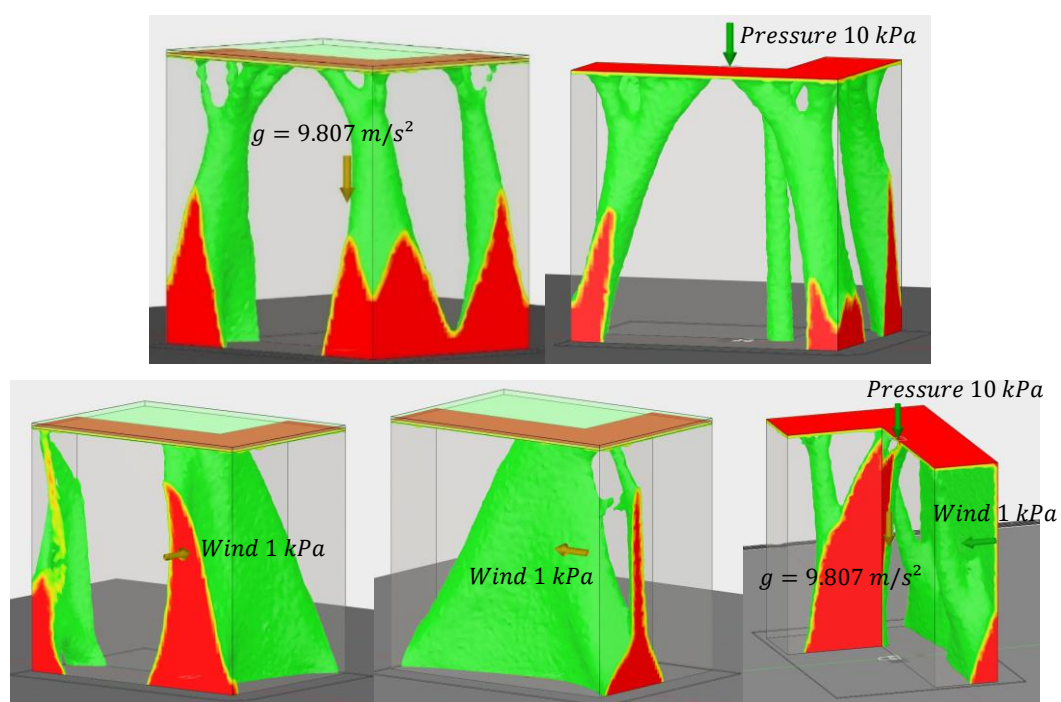 Pressure 10 kPa
g = 9.807 m/s²
Pressure 10 kPa
Wind 1 kPa
Wind 1 kPa
Wind 1 kPa
g = 9.807 m/s²